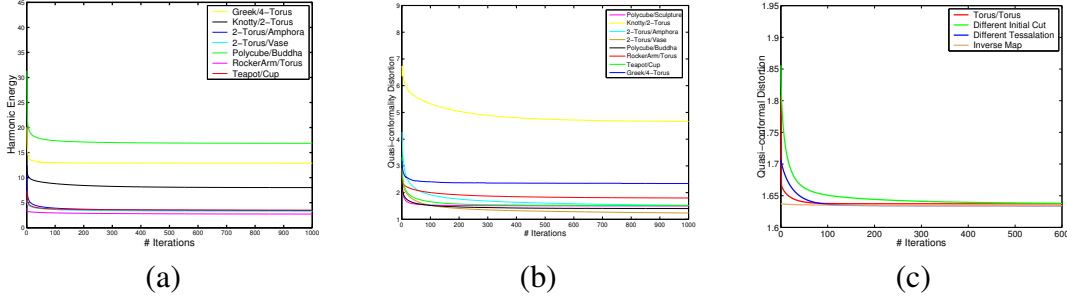 45
40
35
30
25
20
15
10
5
0
0 100 200 300 400 500 600 700 800 900 1000
Harmonic Energy
# Iterations
Greek/4-Torus
Knotty/2-Torus
2-Torus/Amphora
2-Torus/Vase
Polycube/Buddha
RockerArm/Torus
Teapot/Cup
(a)
9
8
7
6
5
4
3
2
1
0 100 200 300 400 500 600 700 800 900 1000
Quasi-conformality Distortion
# Iterations
Polycube/Sculpture
Knotty/2-Torus
2-Torus/Amphora
2-Torus/Vase
Polycube/Buddha
RockerArm/Torus
Teapot/Cup
Greek/4-Torus
(b)
1.95
1.9
1.85
1.8
1.75
1.7
1.65
1.6
0 100 200 300 400 500 600
Quasi-conformal Distortion
# Iterations
Torus/Torus
Different Initial Cut
Different Tessalation
Inverse Map
(c)